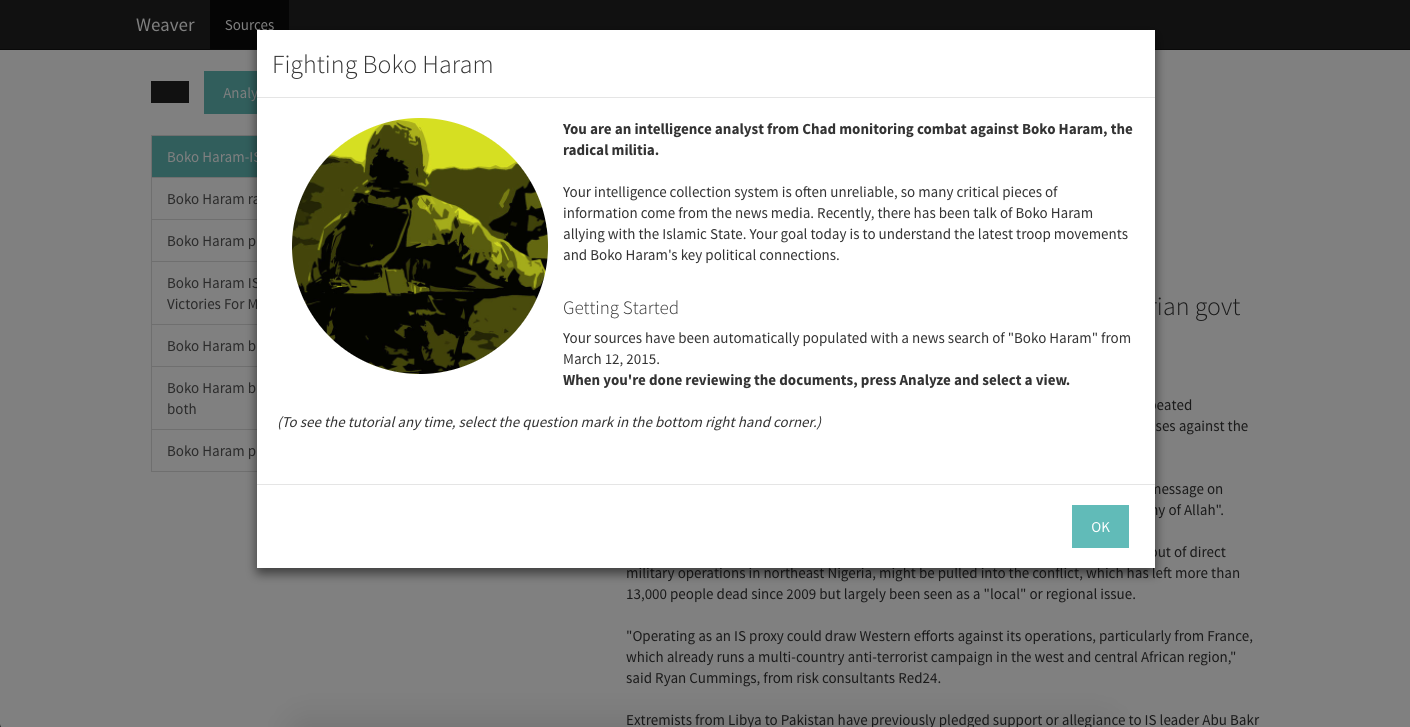 Weaver
Sources
Fighting Boko Haram
You are an intelligence analyst from Chad monitoring combat against Boko Haram, the
radical militia.
Your intelligence collection system is often unreliable, so many critical pieces of
information come from the news media. Recently, there has been talk of Boko Haram
allying with the Islamic State. Your goal today is to understand the latest troop movements
and Boko Haram's key political connections.
Getting Started
Your sources have been automatically populated with a news search of "Boko Haram" from
March 12, 2015.
When you're done reviewing the documents, press Analyze and select a view.
(To see the tutorial any time, select the question mark in the bottom right hand corner.)
OK
Boko Haram
Boko Haram
Boko Haram
Boko Haram
Victories For
Boko Haram
Boko Haram
both
Boko Haram
govt
against the
message on
of Allah".
out of direct
military operations in northeast Nigeria, might be pulled into the conflict, which has left more than
13,000 people dead since 2009 but largely been seen as a "local" or regional issue.
"Operating as an IS proxy could draw Western efforts against its operations, particularly from France,
which already runs a multi-country anti-terrorist campaign in the west and central African region,"
said Ryan Cummings, from risk consultants Red24.
Extremists from Libya to Pakistan have previously pledged support or allegiance to IS leader Abu Bakr